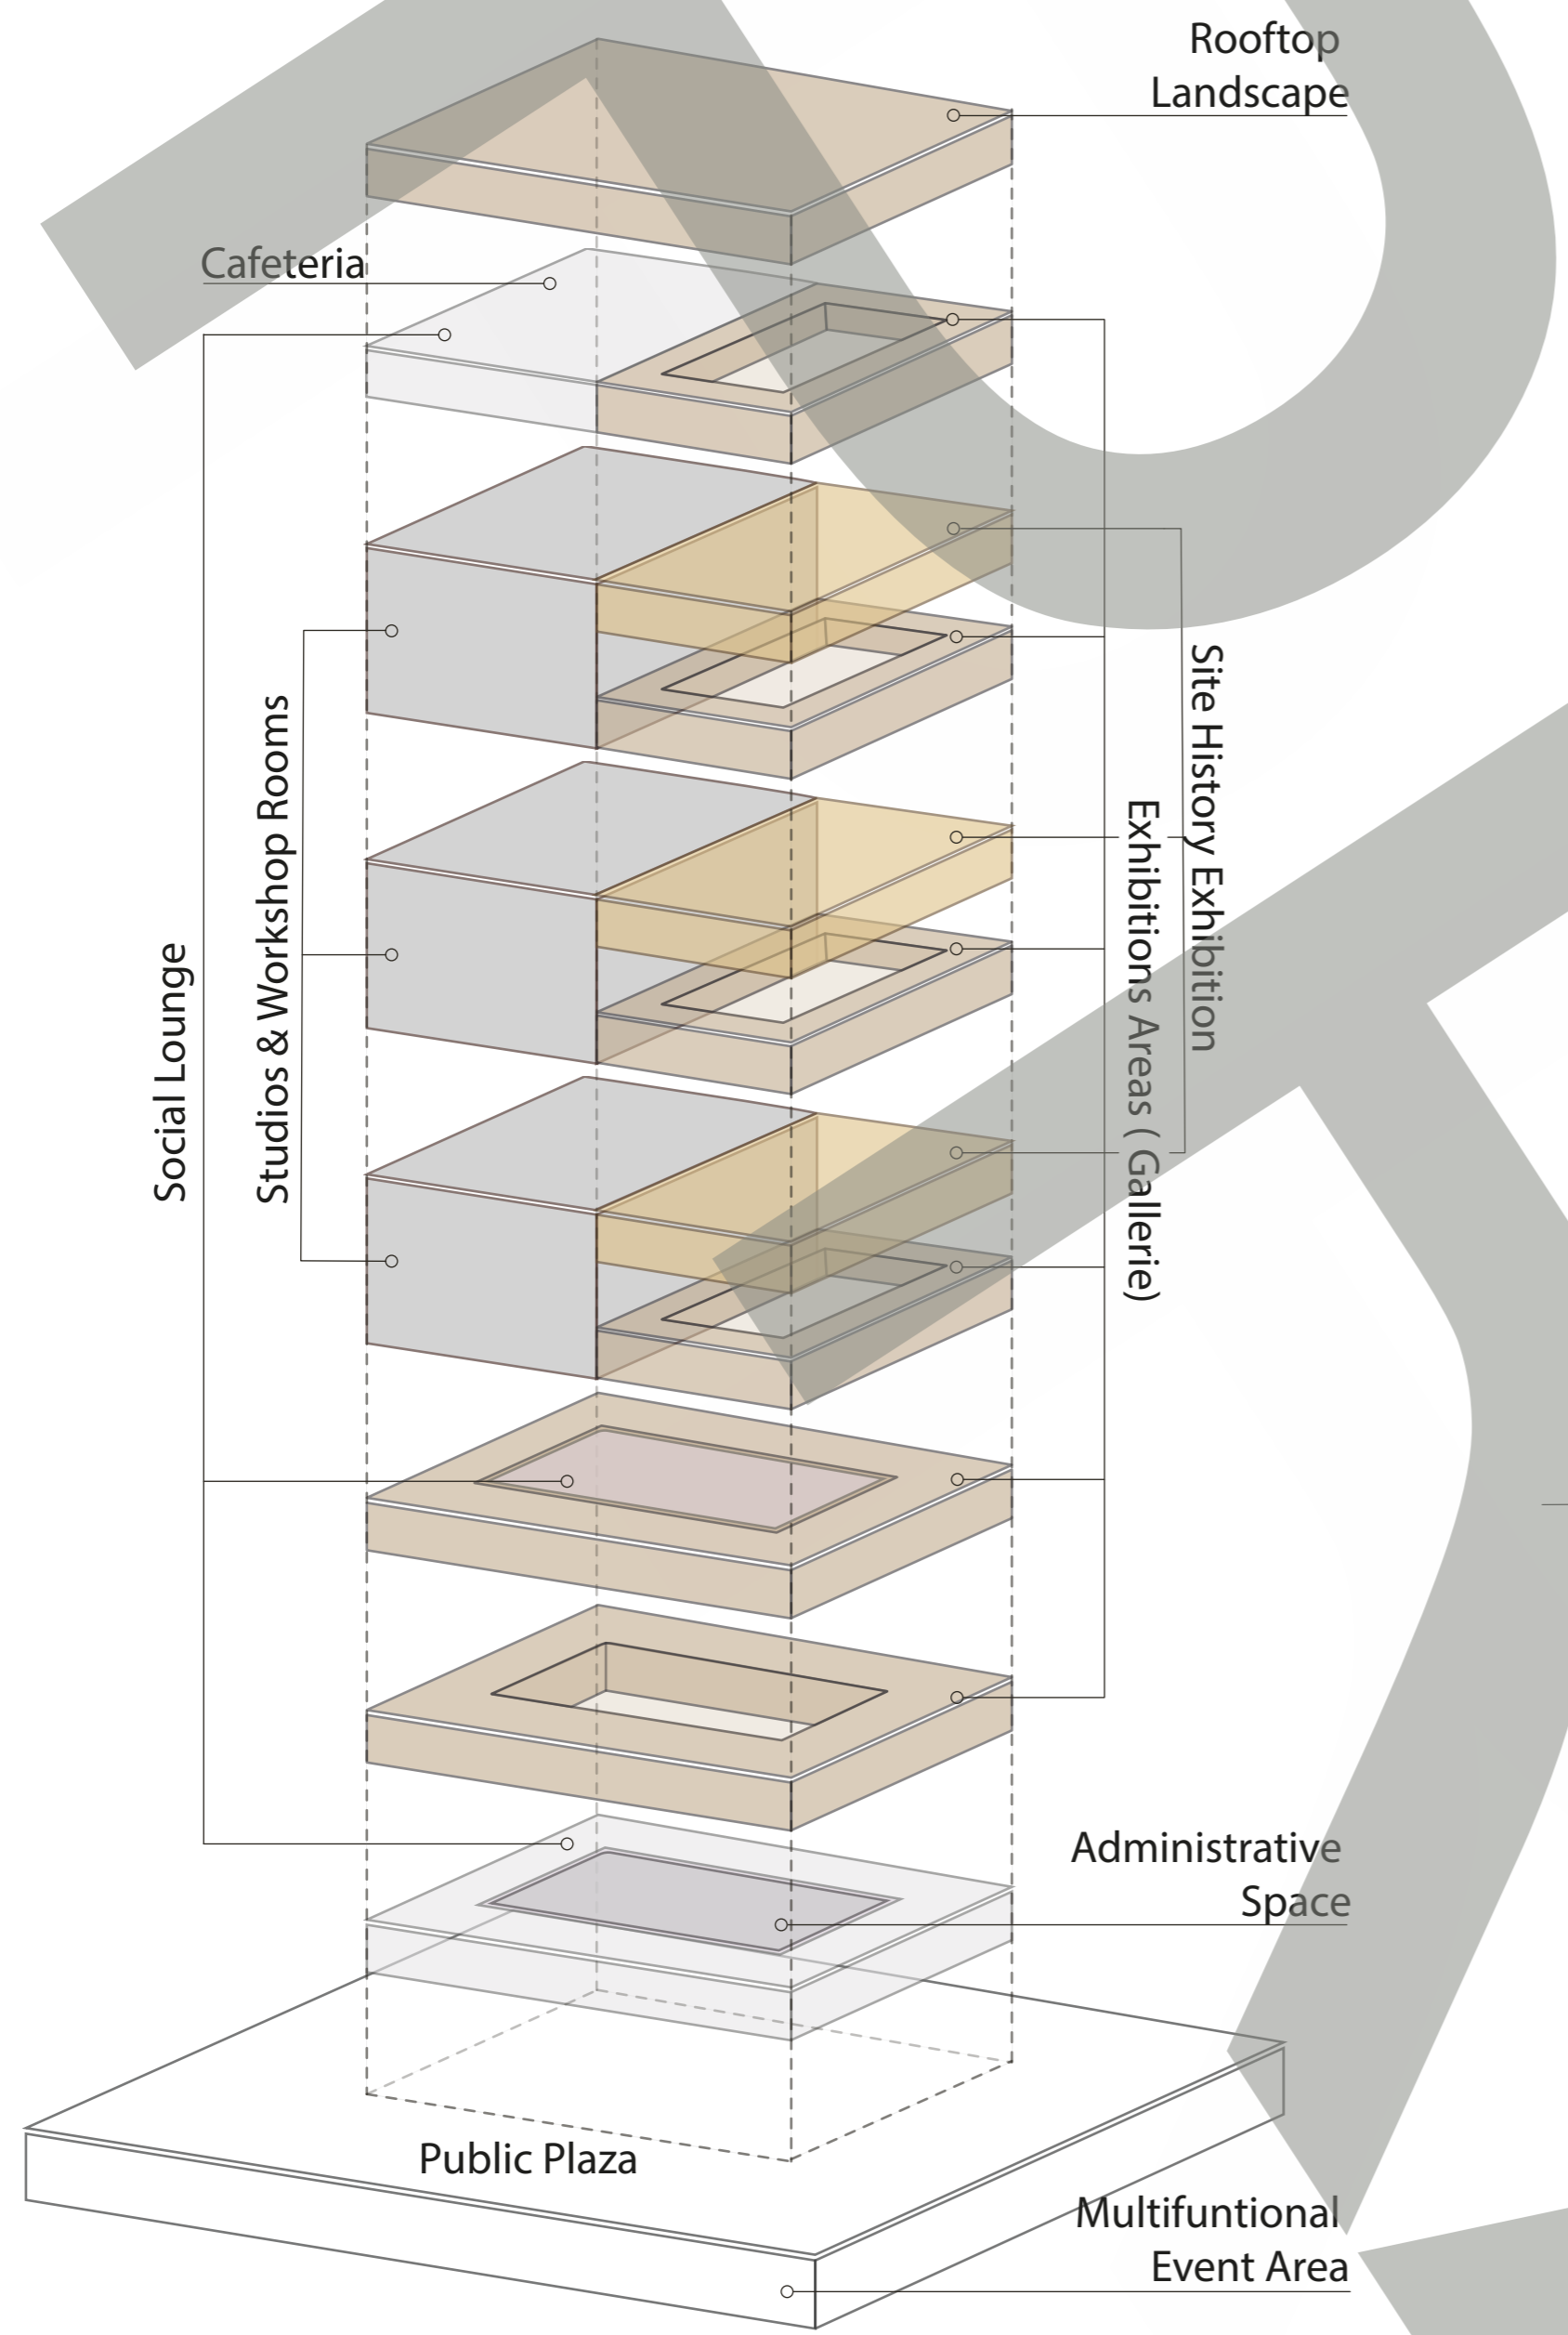 Rooftop
Landscape
Cafeteria
Social Lounge
Studios & Workshop Rooms
Site History Exhibition
Exhibitions Areas ( Gallerie)
Administrative
Space
Public Plaza
Multifuntional
Event Area